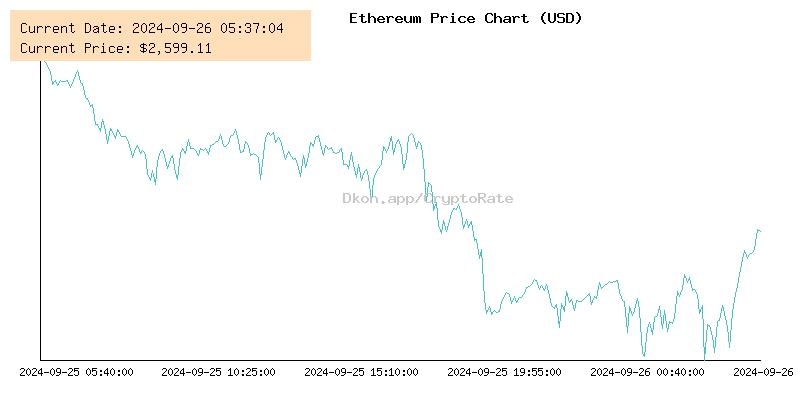 Ethereum Price Chart (USD)
Current Date: 2024-09-26 05:37:04
Current Price: $2,599.11
Dkon.app/CryptoRate
2024-09-25 05:40:00 2024-09-25 10:25:00 2024-09-25 15:10:00 2024-09-25 19:55:00 2024-09-26 00:40:00 2024-09-26